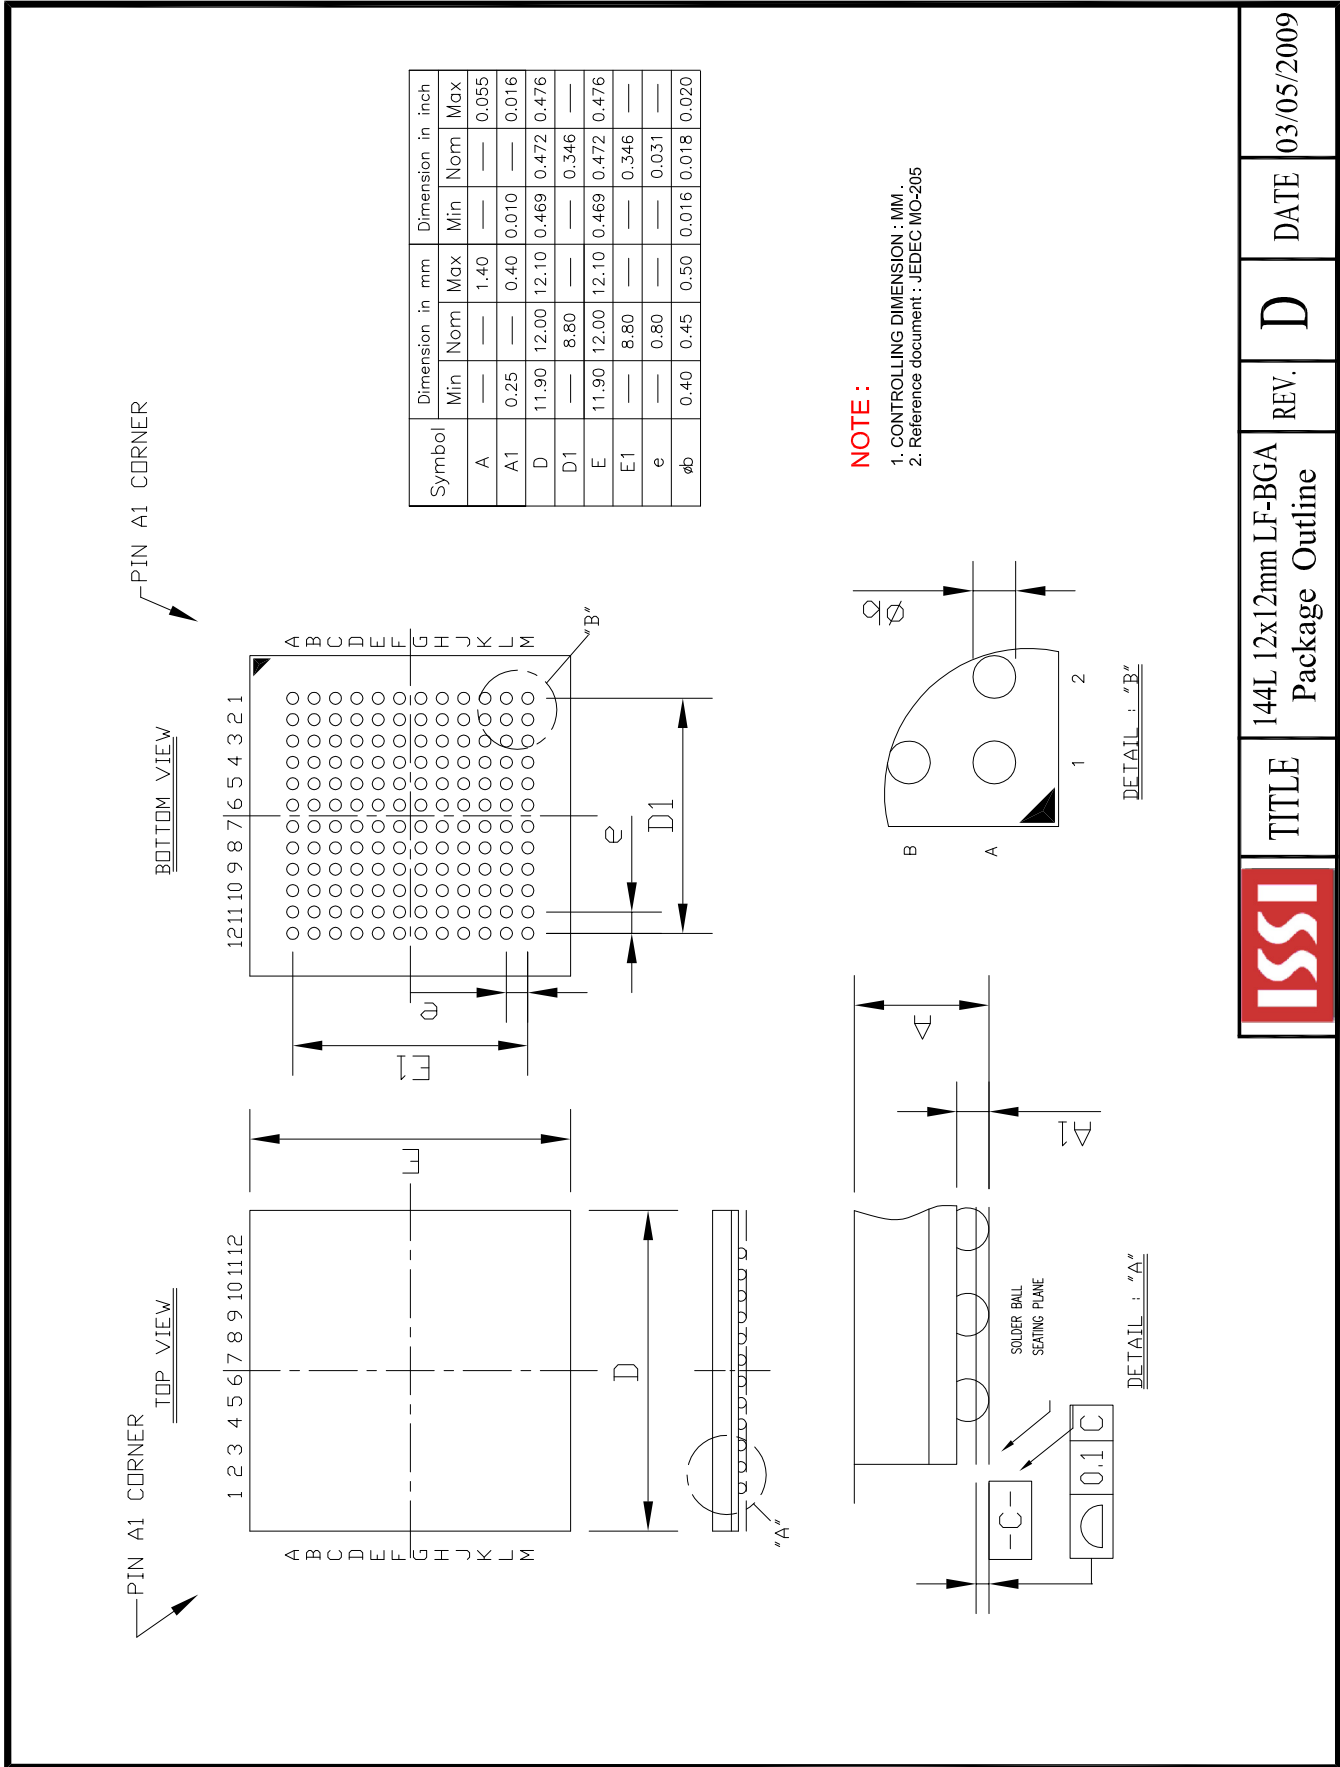 PIN A1 CORNER
TOP VIEW
1 2 3 4 5 6 7 8 9 10 11 12
A
B
C
D
E
F
G
H
J
K
L
M
E
D
"A"
PIN A1 CORNER
BOTTOM VIEW
12 11 10 9 8 7 6 5 4 3 2 1
A
B
C
D
E
F
G
H
J
K
L
M
"B"
E1
e
e
D1
Symbol Dimension in mm Dimension in inch
Min Nom Max Min Nom Max
A — — 1.40 — — 0.055
A1 0.25 — 0.40 0.010 — 0.016
D 11.90 12.00 12.10 0.469 0.472 0.476
D1 — 8.80 — — 0.346 —
E 11.90 12.00 12.10 0.469 0.472 0.476
E1 — 8.80 — — 0.346 —
e — 0.80 — — 0.031 —
øb 0.40 0.45 0.50 0.016 0.018 0.020
A
A1
SOLDER BALL
SEATING PLANE
-C-
0.1 C
DETAIL : "A"
B
A
1 2
øb
DETAIL : "B"
NOTE :
1. CONTROLLING DIMENSION : MM .
2. Reference document : JEDEC MO-205
ISSI
TITLE
144L 12x12mm LF-BGA
Package Outline
REV. D
DATE 03/05/2009